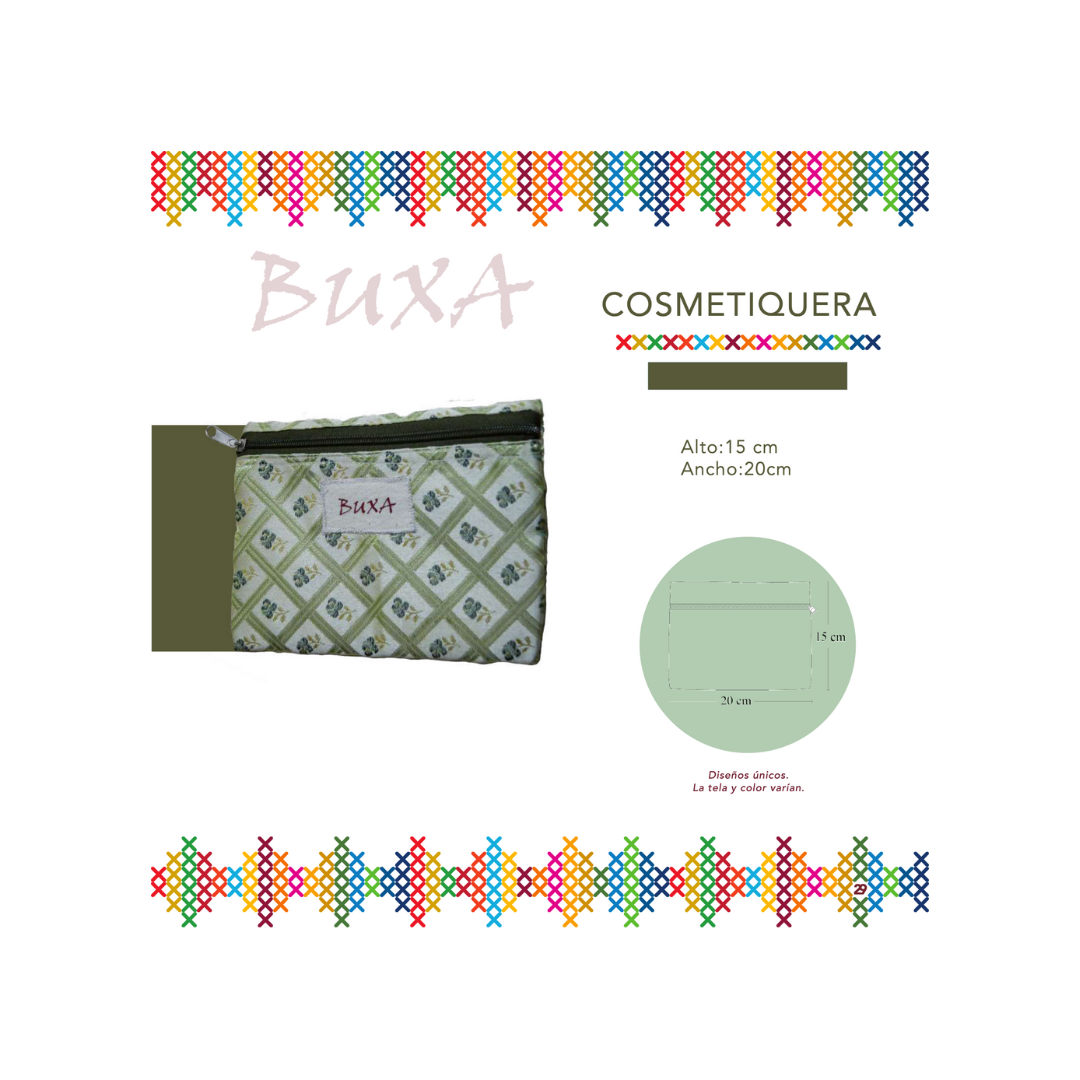 BUXA
COSMETIQUERA
BUXA
Alto:15 cm
Ancho:20cm
15 cm
20 cm
Diseños únicos.
La tela y color varían.
29